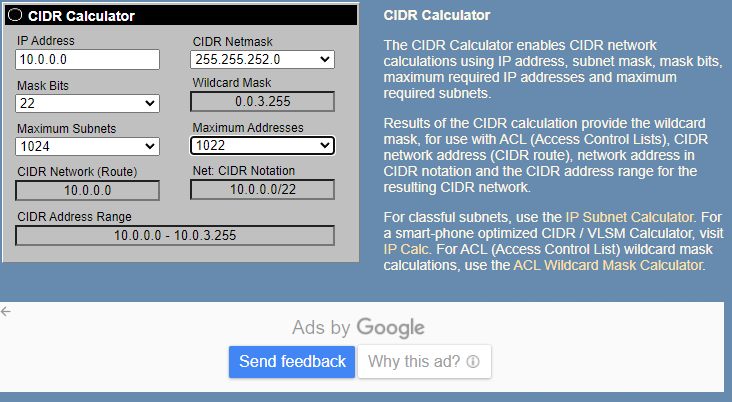 CIDR Calculator
IP Address
10.0.0.0
CIDR Netmask
255.255.252.0
Mask Bits
22
Wildcard Mask
0.0.3.255
Maximum Subnets
1024
Maximum Addresses
1022
CIDR Network (Route)
10.0.0.0
Net: CIDR Notation
10.0.0.0/22
CIDR Address Range
10.0.0.0 - 10.0.3.255
CIDR Calculator
The CIDR Calculator enables CIDR network
calculations using IP address, subnet mask, mask bits,
maximum required IP addresses and maximum
required subnets.
Results of the CIDR calculation provide the wildcard
mask, for use with ACL (Access Control Lists), CIDR
network address (CIDR route), network address in
CIDR notation and the CIDR address range for the
resulting CIDR network.
For classful subnets, use the IP Subnet Calculator. For
a smart-phone optimized CIDR / VLSM Calculator, visit
IP Calc. For ACL (Access Control List) wildcard mask
calculations, use the ACL Wildcard Mask Calculator.
Ads by Google
Send feedback
Why this ad?